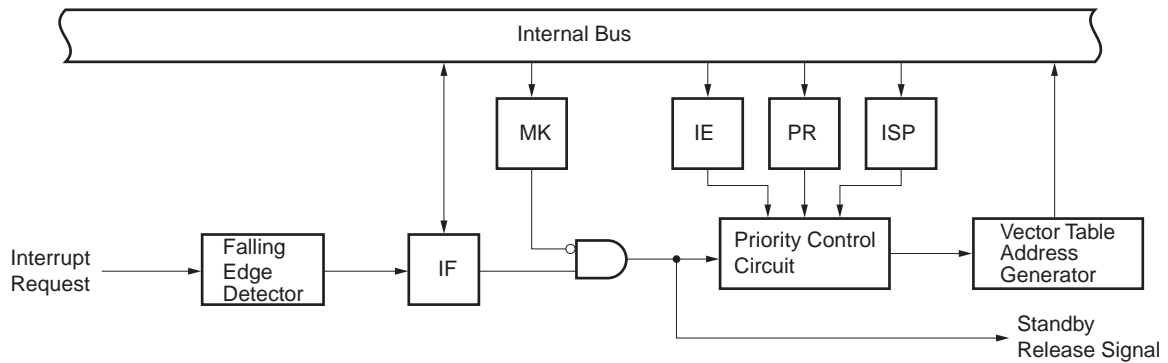 Internal Bus
MK
IE
PR
ISP
Interrupt
Request
Falling
Edge
Detector
IF
Priority Control
Circuit
Vector Table
Address
Generator
Standby
Release Signal